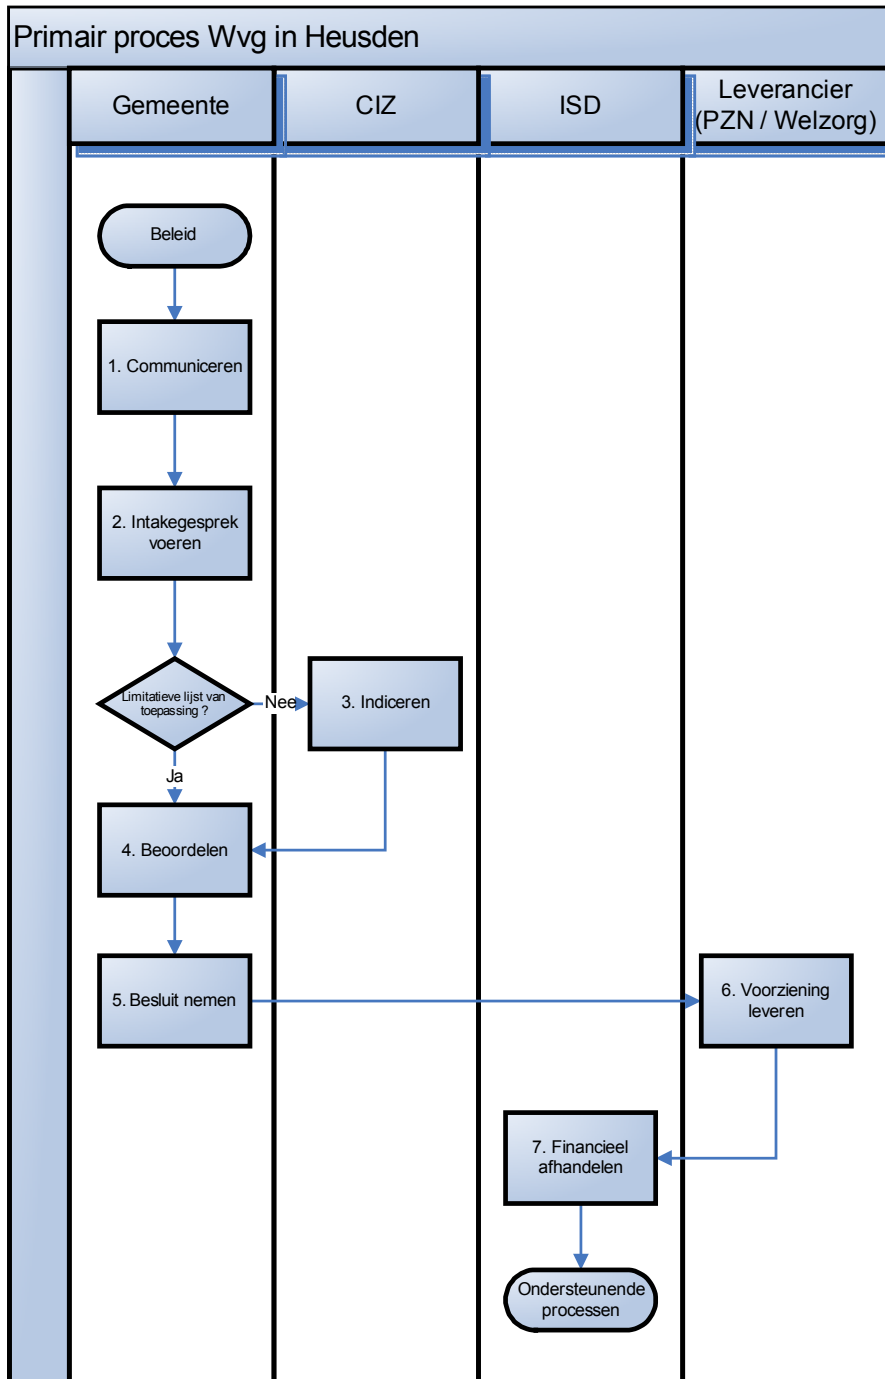 Primair proces Wvg in Heusden
Gemeente
CIZ
ISD
Leverancier
(PZN / Welzorg)
Beleid
1. Communiceren
2. Intakegesprek
voeren
Limitatieve lijst van
toepassing ?
Nee
3. Indiceren
Ja
4. Beoordelen
5. Besluit nemen
6. Voorziening
leveren
7. Financieel
afhandelen
Ondersteunende
processen